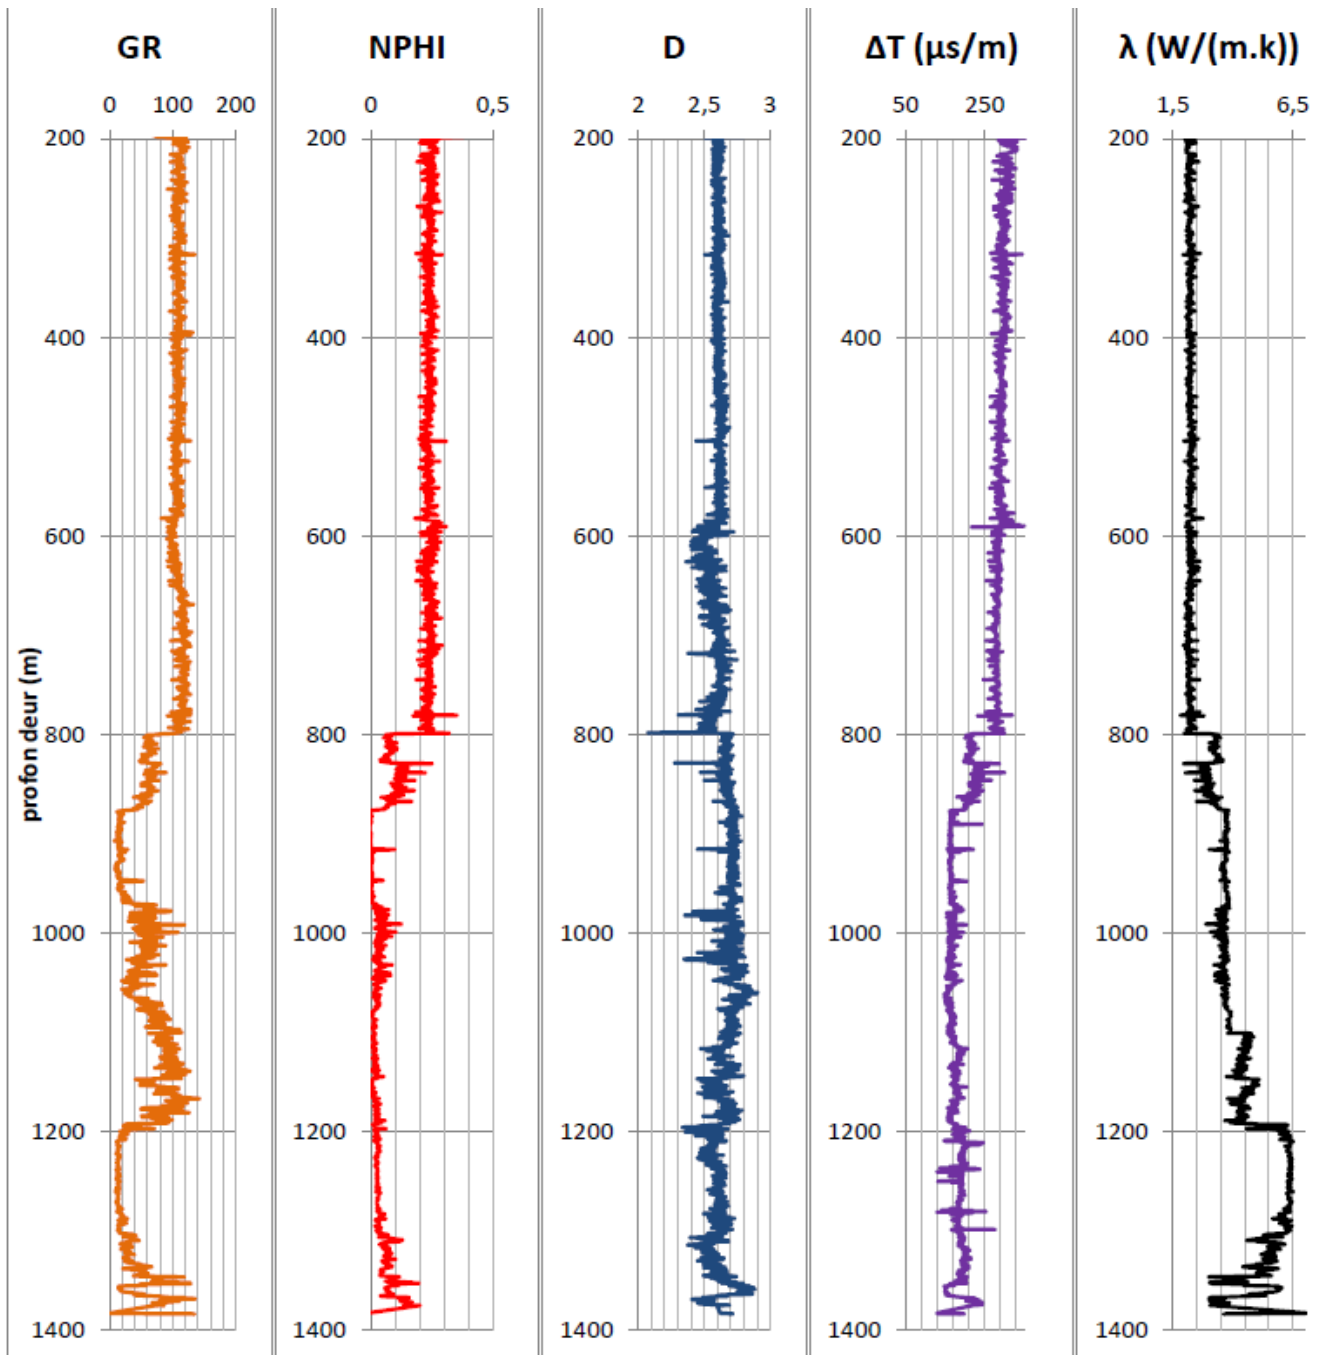 GR NPHI D ΔT (µs/m) λ (W/(m.k))
0 100 200 0 0,5 2 2,5 3 50 250 1,5 6,5
200 200 200 200 200
400 400 400 400 400
600 600 600 600 600
profon deur (m)
800 800 800 800 800
1000 1000 1000 1000 1000
1200 1200 1200 1200 1200
1400 1400 1400 1400 1400